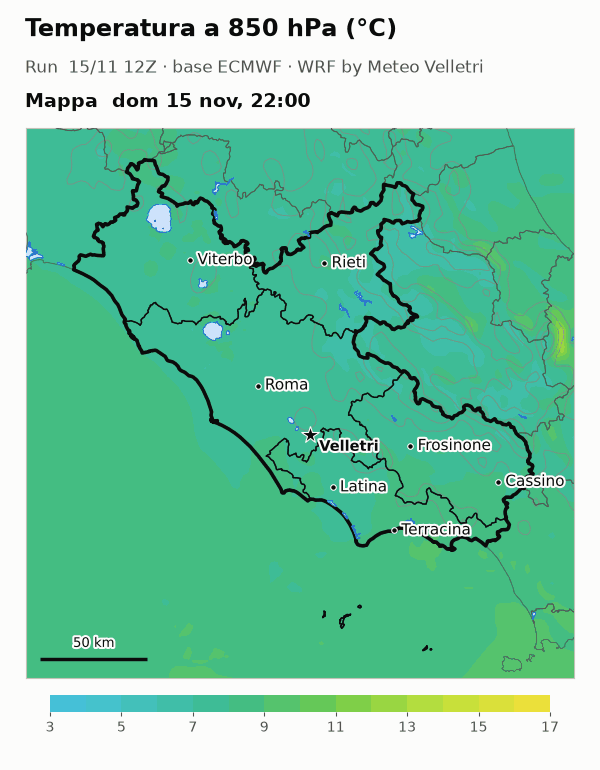 Temperatura a 850 hPa (°C)
Run  15/11 12Z · base ECMWF · WRF by Meteo Velletri
Mappa  dom 15 nov, 22:00
Viterbo
Rieti
Roma
Velletri
Frosinone
Latina
Cassino
Terracina
50 km
3 5 7 9 11 13 15 17